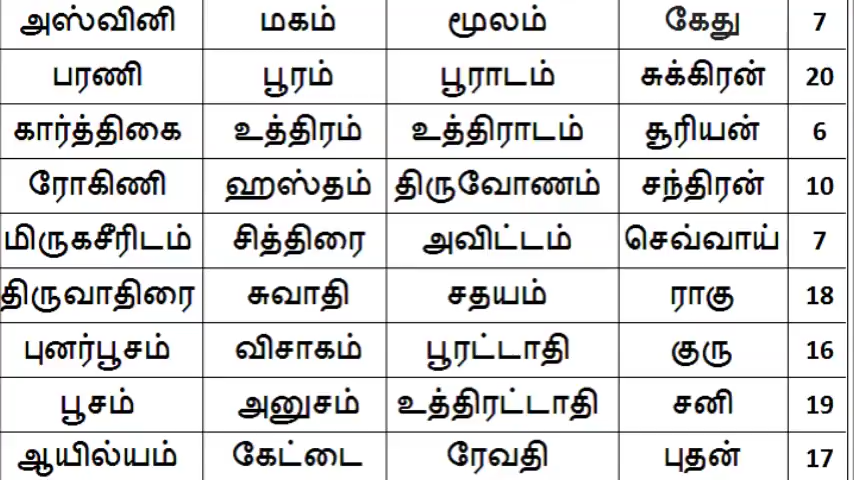 அஸ்வினி மகம் மூலம் கேது 7
பரணி பூரம் பூராடம் சுக்கிரன் 20
கார்த்திகை உத்திரம் உத்திராடம் சூரியன் 6
ரோகிணி ஹஸ்தம் திருவோணம் சந்திரன் 10
மிருகசீரிடம் சித்திரை அவிட்டம் செவ்வாய் 7
திருவாதிரை சுவாதி சதயம் ராகு 18
புனர்பூசம் விசாகம் பூரட்டாதி குரு 16
பூசம் அனுசம் உத்திரட்டாதி சனி 19
ஆயில்யம் கேட்டை ரேவதி புதன் 17